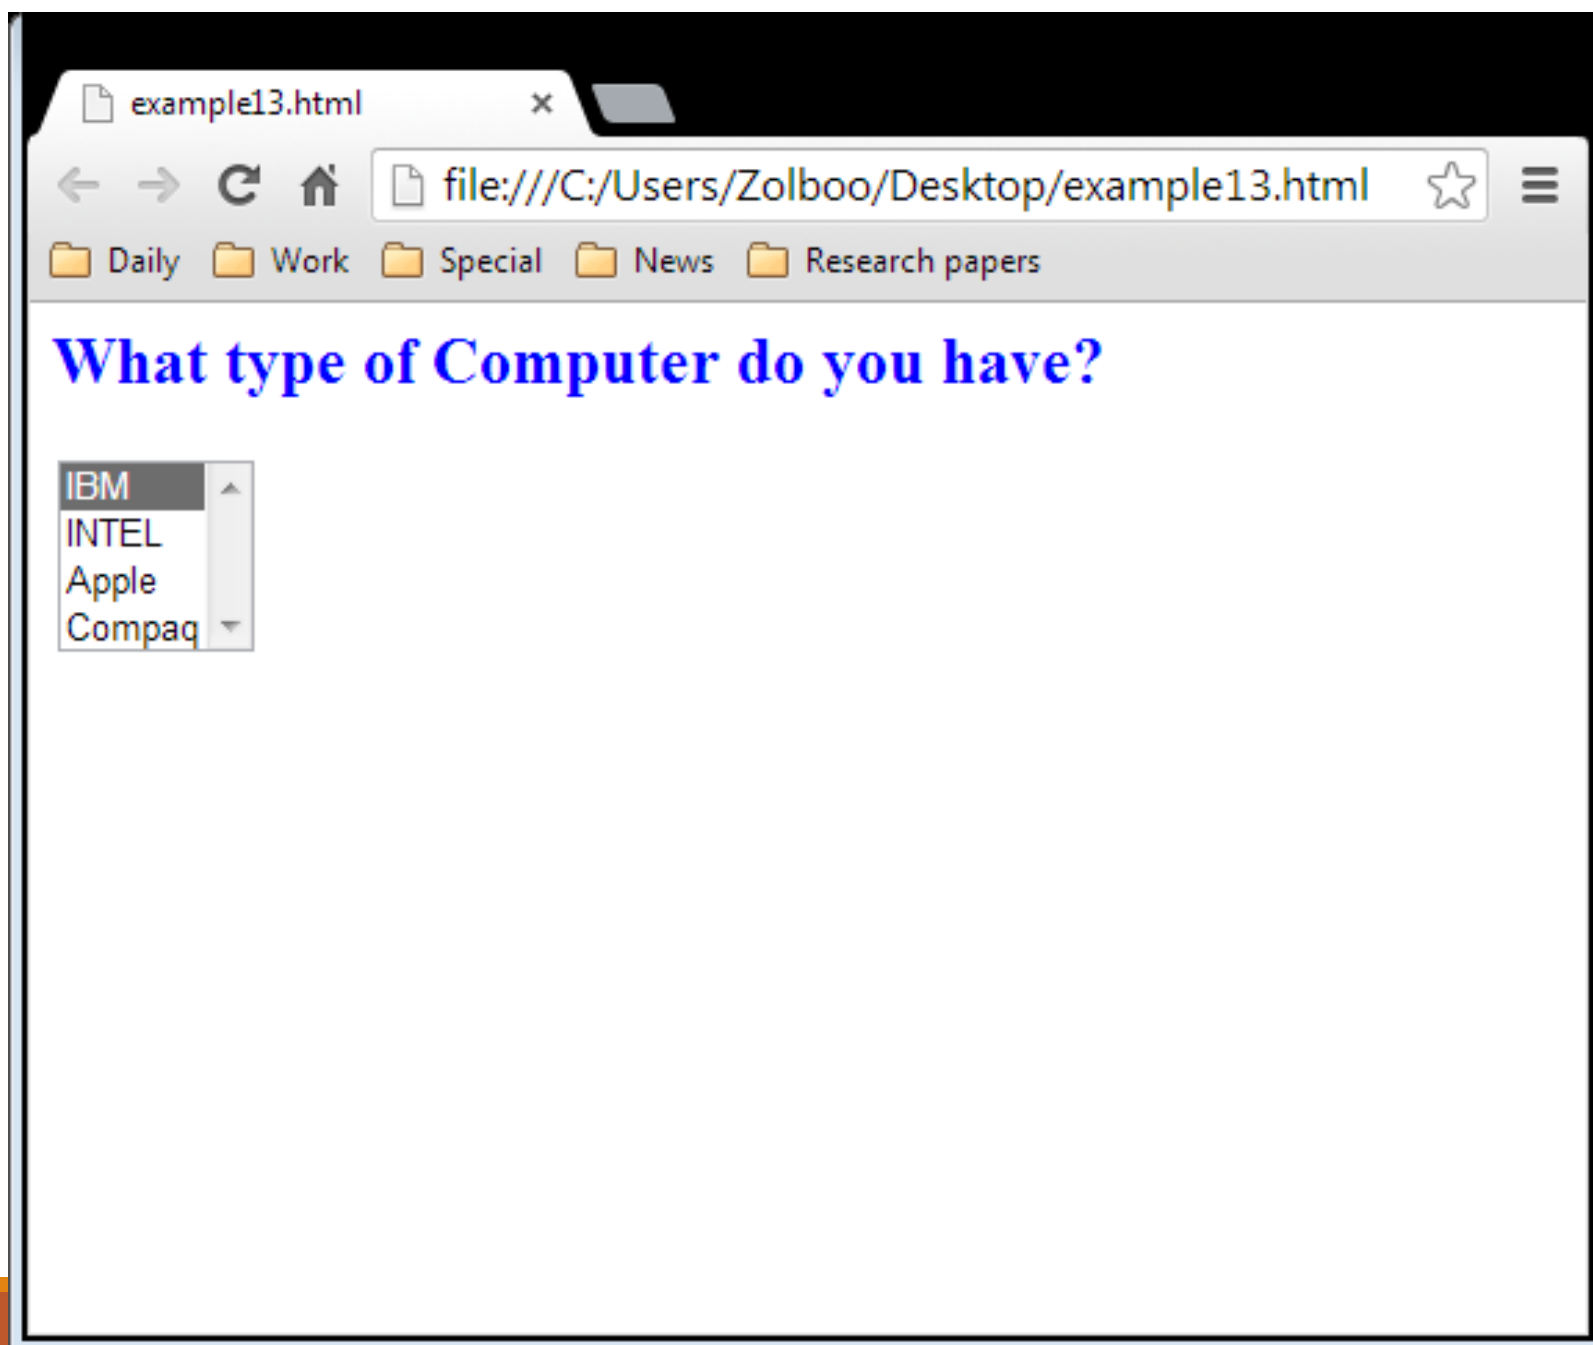 example13.html
file:///C:/Users/Zolboo/Desktop/example13.html
Daily Work Special News Research papers
What type of Computer do you have?
IBM
INTEL
Apple
Compaq